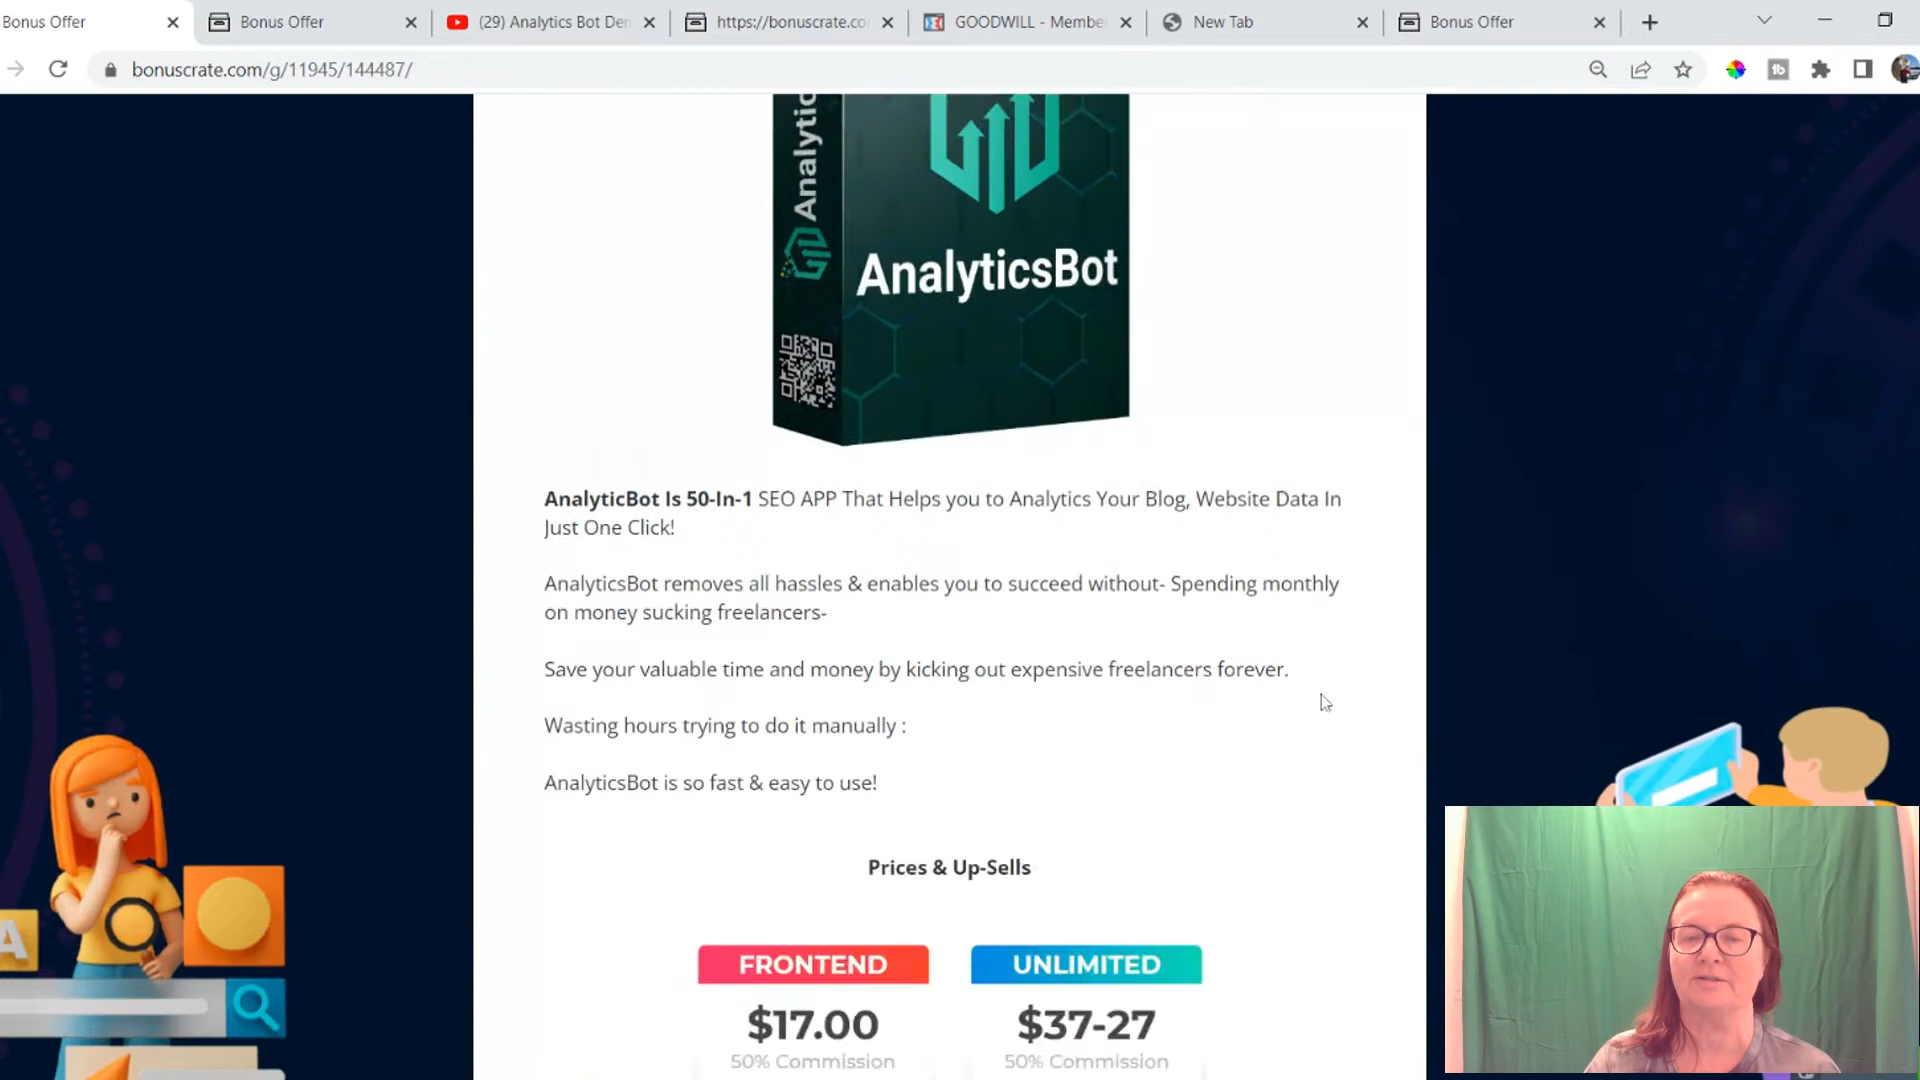 Bonus Offer
Bonus Offer
(29) Analytics Bot Den
https://bonuscrate.co
GOODWILL - Membe
New Tab
Bonus Offer
bonuscrate.com/g/11945/144487/
Analytic
AnalyticsBot
AnalyticBot Is 50-In-1 SEO APP That Helps you to Analytics Your Blog, Website Data In
Just One Click!
AnalyticsBot removes all hassles & enables you to succeed without- Spending monthly
on money sucking freelancers-
Save your valuable time and money by kicking out expensive freelancers forever.
Wasting hours trying to do it manually :
AnalyticsBot is so fast & easy to use!
Prices & Up-Sells
FRONTEND
UNLIMITED
$17.00
$37-27
50% Commission
50% Commission
A